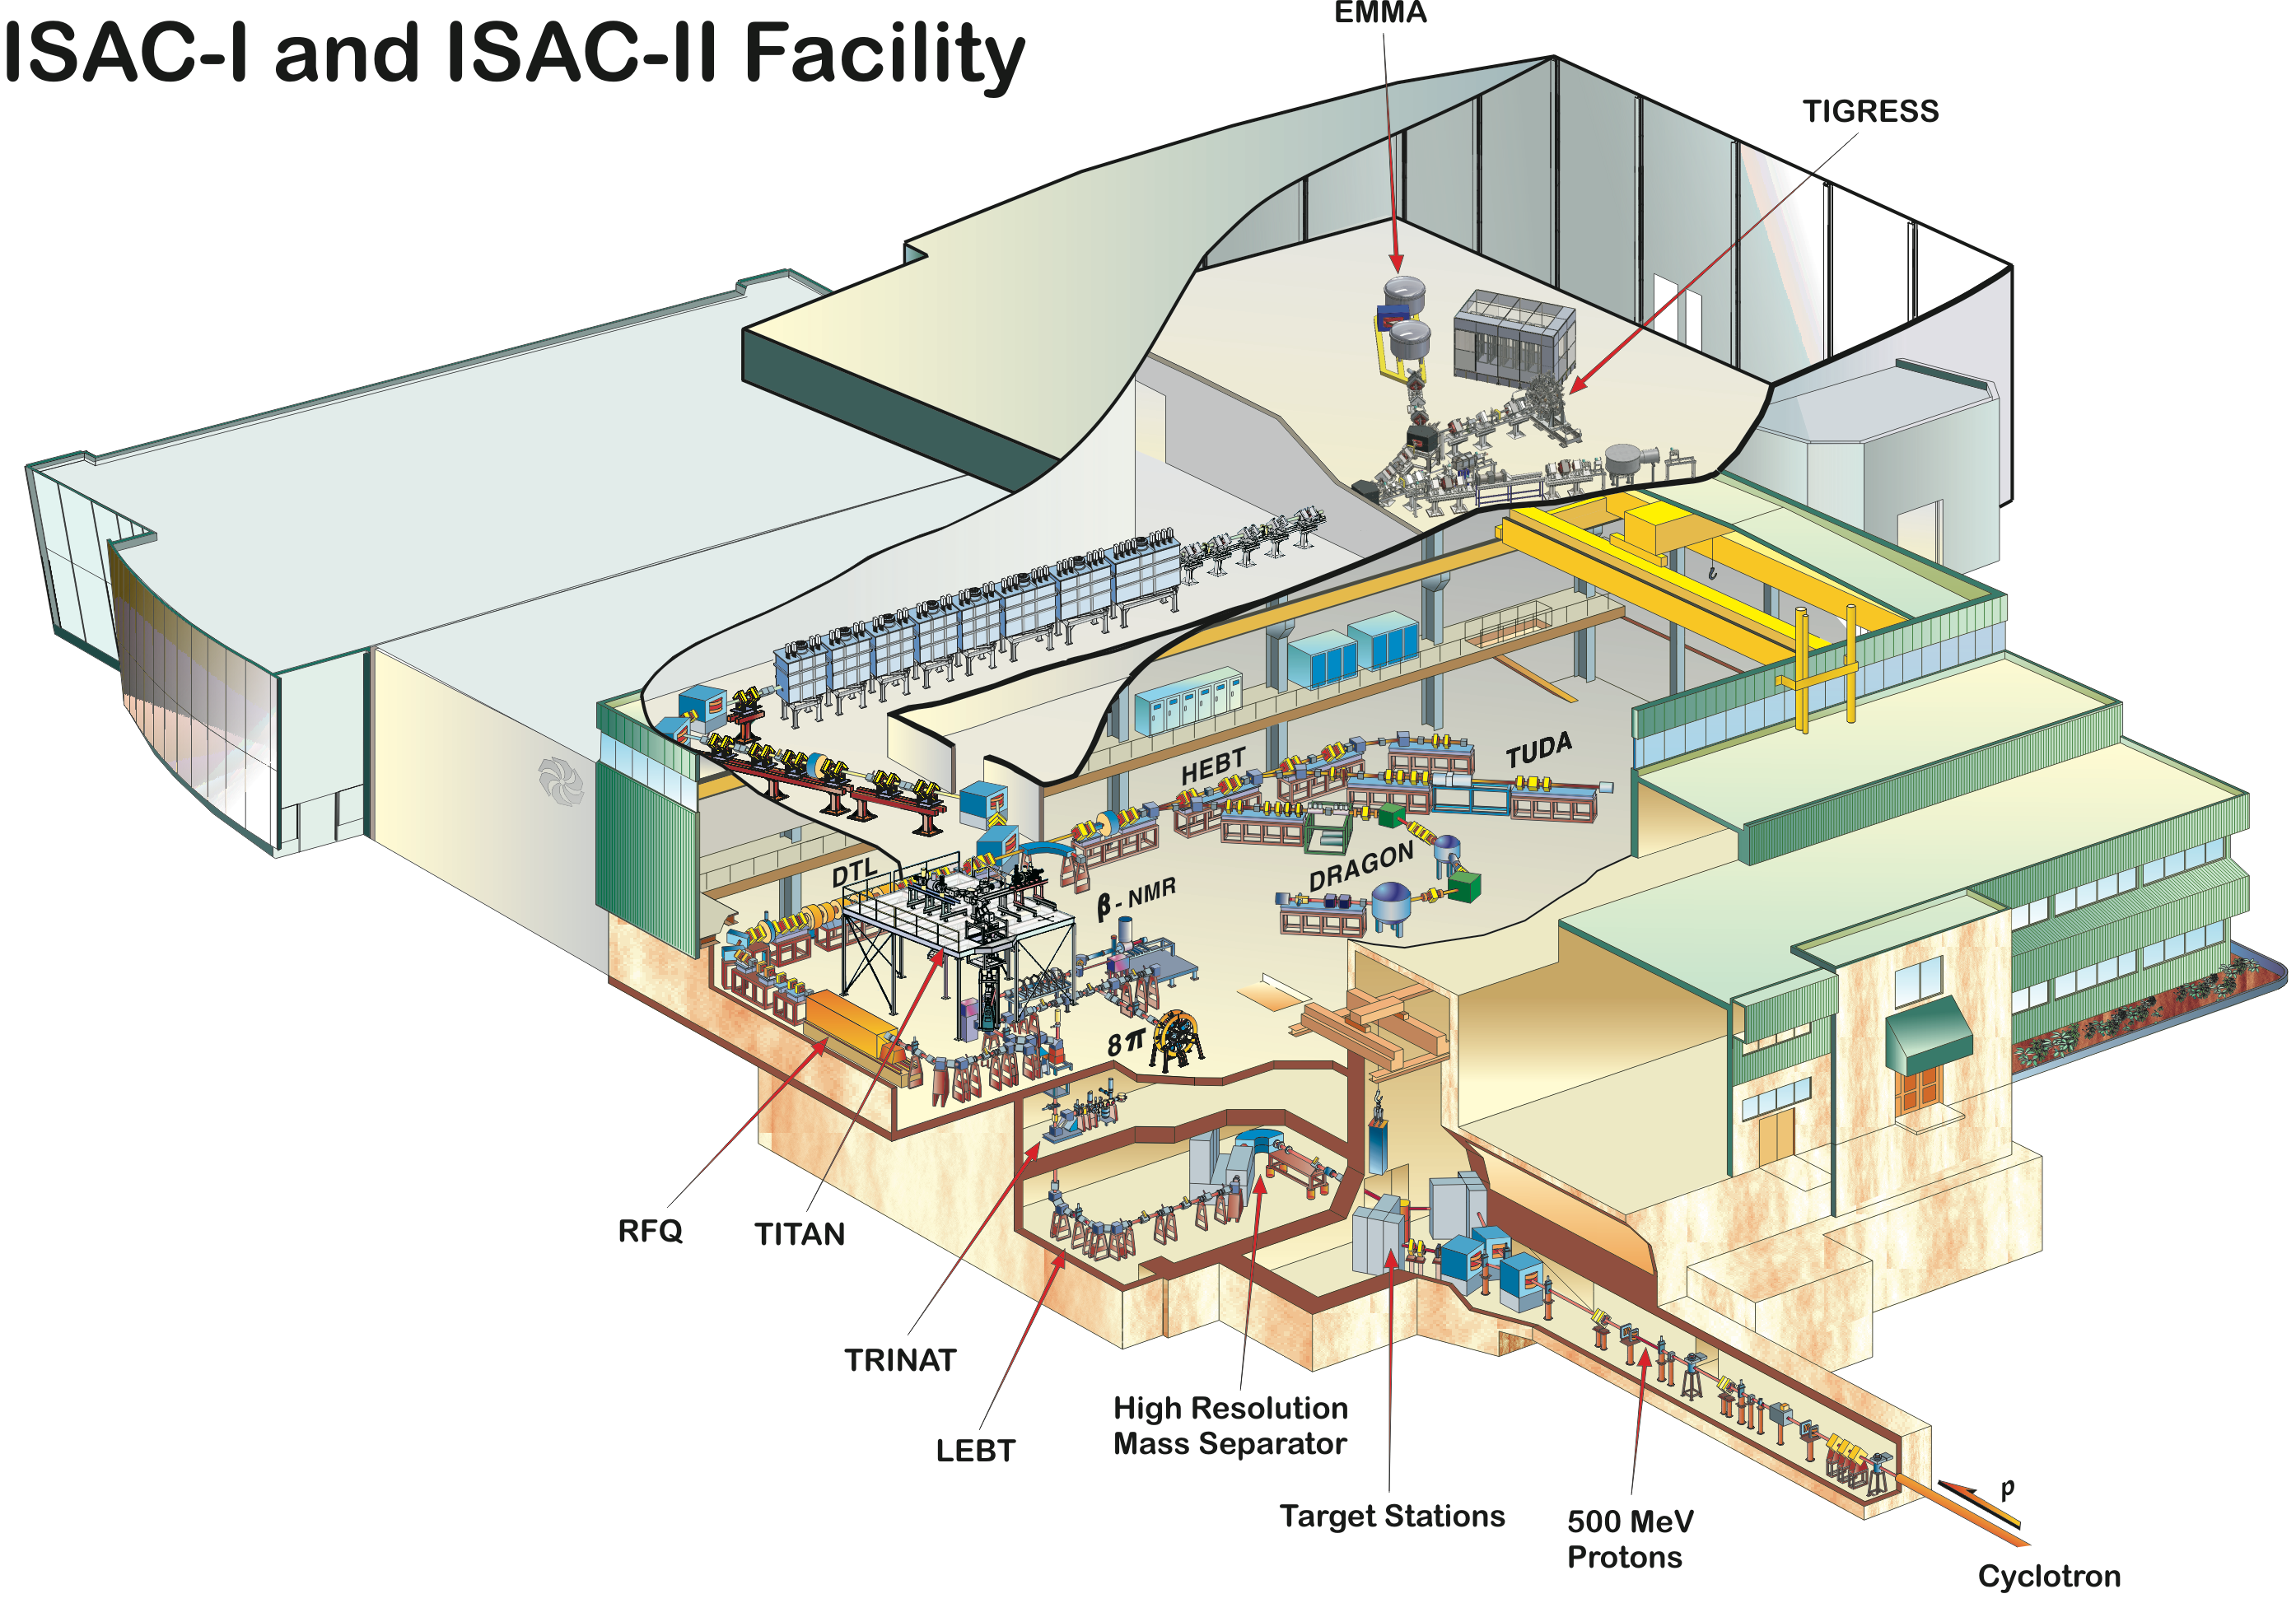 ISAC-I and ISAC-II Facility
EMMA
TIGRESS
TUDA
HEBT
DRAGON
DTL
β - NMR
8π
RFQ
TITAN
TRINAT
LEBT
High Resolution
Mass Separator
Target Stations
500 MeV
Protons
p
Cyclotron